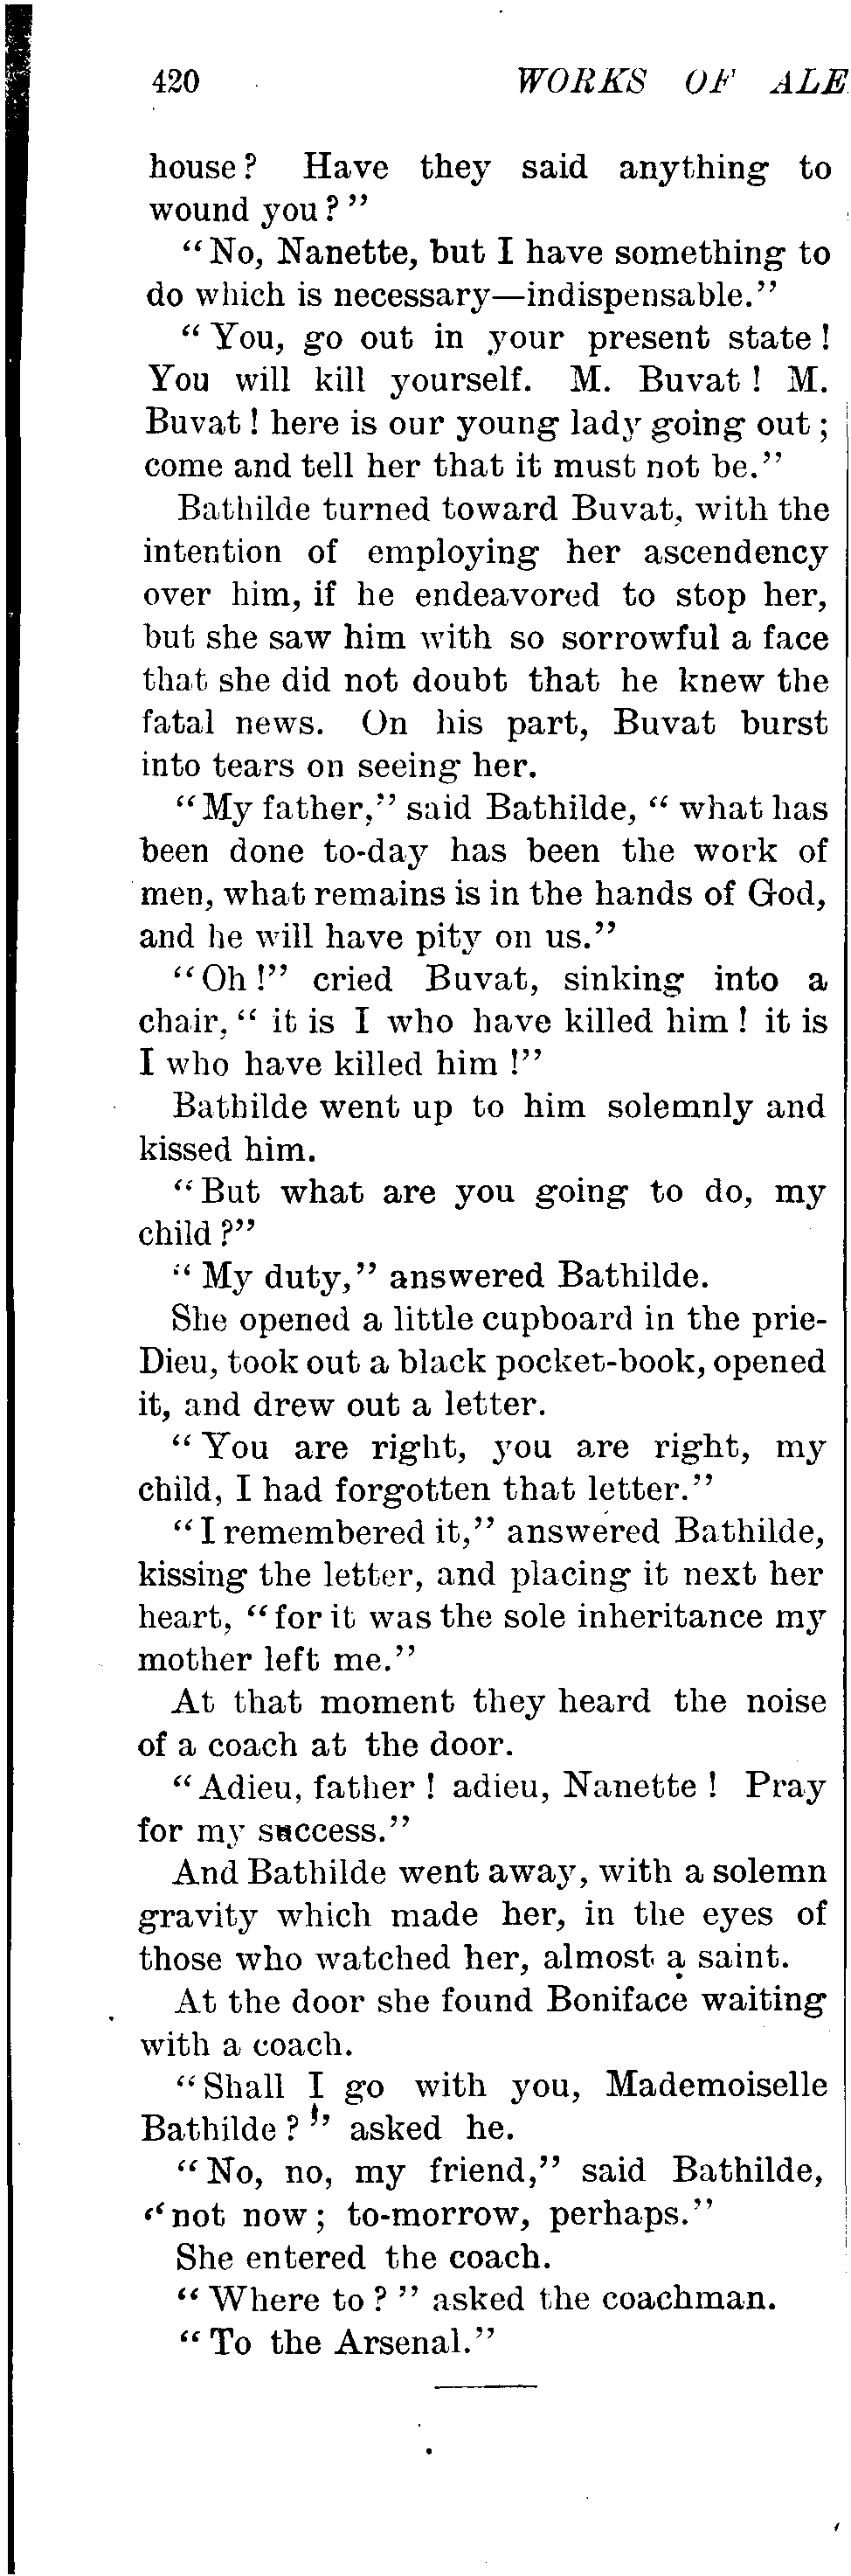 420 WORKS OF ALE
house? Have they said anything to
wound you?"
"No, Nanette, but I have something to
do which is necessary—indispensable."
"You, go out in your present state!
You will kill yourself. M. Buvat! M.
Buvat! here is our young lady going out;
come and tell her that it must not be."
Bathilde turned toward Buvat, with the
intention of employing her ascendency
over him, if he endeavored to stop her,
but she saw him with so sorrowful a face
that she did not doubt that he knew the
fatal news. On his part, Buvat burst
into tears on seeing her.
"My father," said Bathilde, "what has
been done to-day has been the work of
men, what remains is in the hands of God,
and he will have pity on us."
"Oh!" cried Buvat, sinking into a
chair, "it is I who have killed him! it is
I who have killed him!"
Bathilde went up to him solemnly and
kissed him.
"But what are you going to do, my
child?"
"My duty," answered Bathilde.
She opened a little cupboard in the prie-
Dieu, took out a black pocket-book, opened
it, and drew out a letter.
"You are right, you are right, my
child, I had forgotten that letter."
"I remembered it," answered Bathilde,
kissing the letter, and placing it next her
heart, "for it was the sole inheritance my
mother left me."
At that moment they heard the noise
of a coach at the door.
"Adieu, father! adieu, Nanette! Pray
for my success."
And Bathilde went away, with a solemn
gravity which made her, in the eyes of
those who watched her, almost a saint.
At the door she found Boniface waiting
with a coach.
"Shall I go with you, Mademoiselle
Bathilde?" asked he.
"No, no, my friend," said Bathilde,
"not now; to-morrow, perhaps."
She entered the coach.
"Where to?" asked the coachman.
"To the Arsenal."